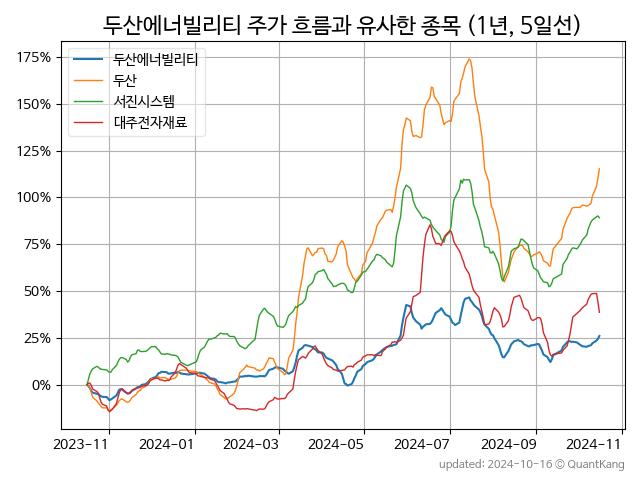 두산에너빌리티 주가 흐름과 유사한 종목 (1년, 5일선)
두산에너빌리티
두산
서진시스템
대주전자재료
175%
150%
125%
100%
75%
50%
25%
0%
2023-11
2024-01
2024-03
2024-05
2024-07
2024-09
2024-11
updated: 2024-10-16 © QuantKang